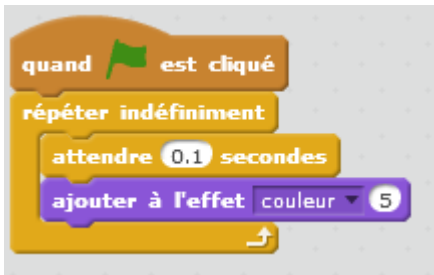 quand est cliqué
répéter indéfiniment
attendre 0.1 secondes
ajouter à l'effet couleur 5